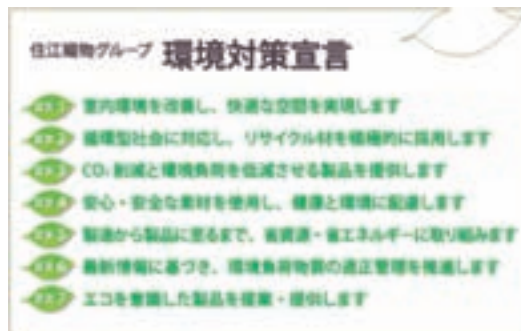 住江織物グループ 環境対策宣言
室内環境を改善し、快適な空間を実現します
循環型社会に対応し、リサイクル材を積極的に採用します
CO₂削減と環境負荷を低減させる製品を提供します
安心・安全な素材を使用し、健康と環境に配慮します
製造から製品に至るまで、省資源・省エネルギーに取り組みます
最新情報に基づき、環境負荷物質の適正管理を推進します
エコを意識した製品を提案・提供します